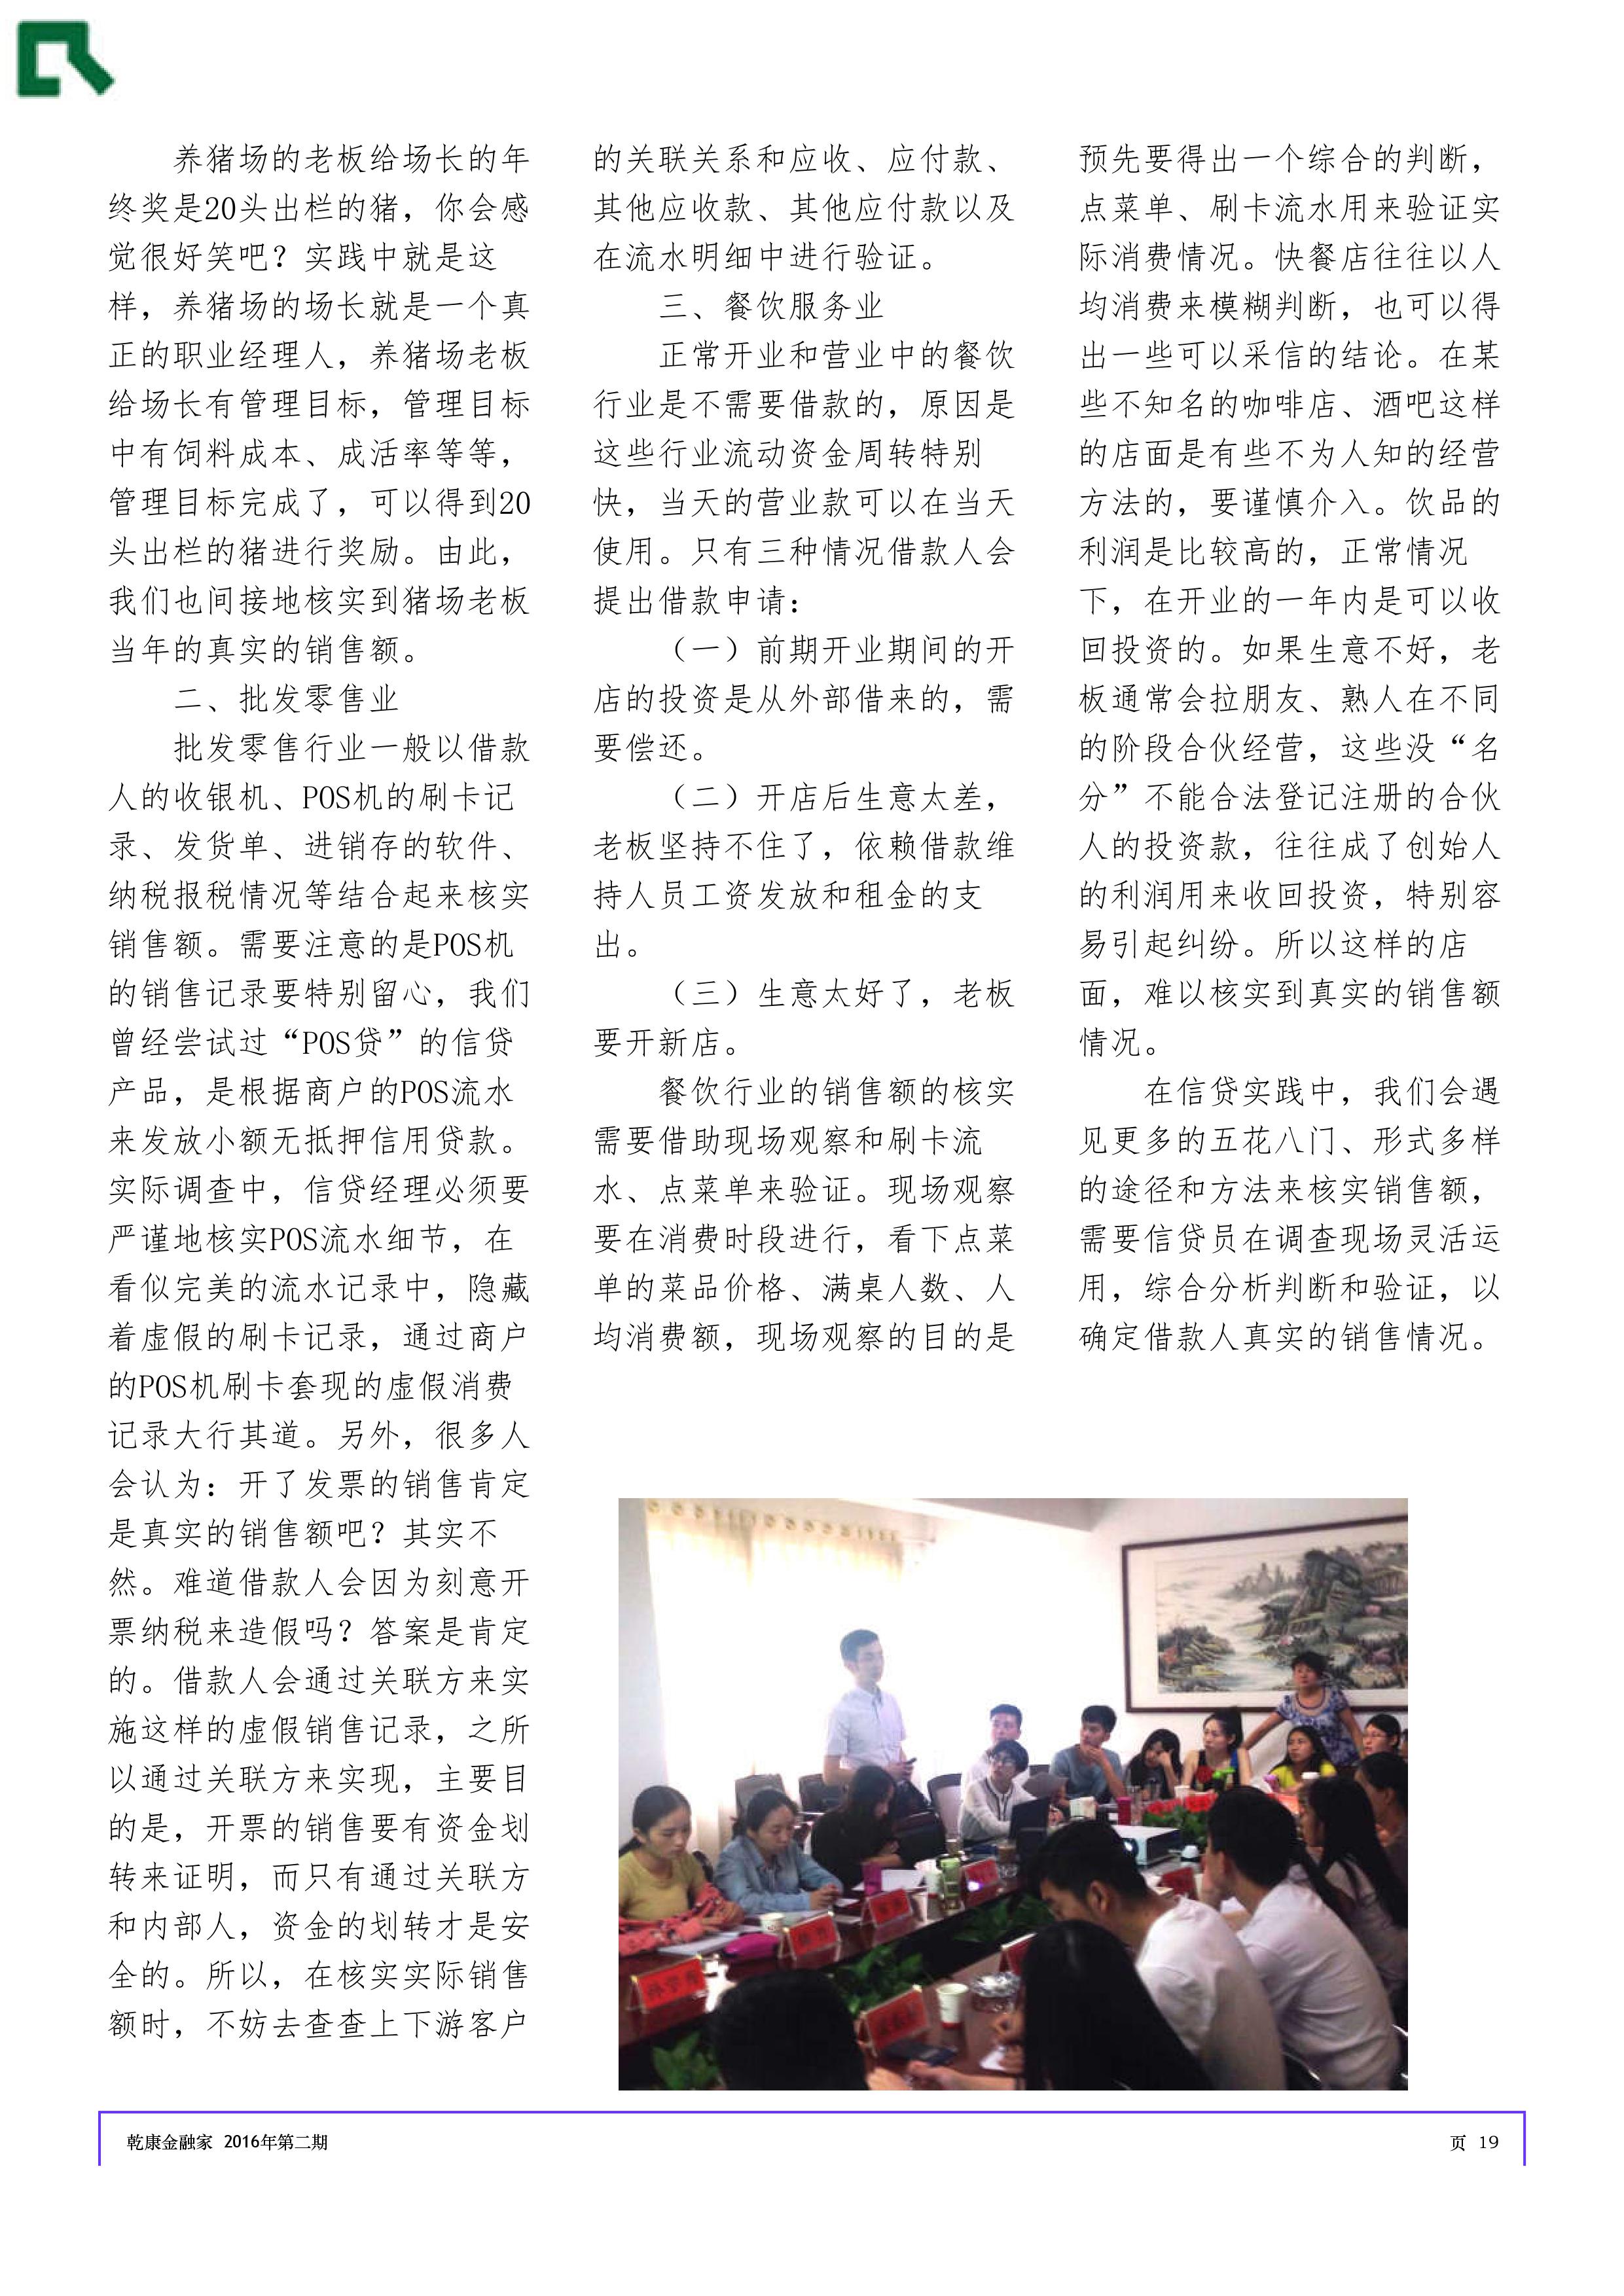 养猪场的老板给场长的年
终奖是20头出栏的猪，你会感
觉很好笑吧？实践中就是这
样，养猪场的场长就是一个真
正的职业经理人，养猪场老板
给场长有管理目标，管理目标
中有饲料成本、成活率等等，
管理目标完成了，可以得到20
头出栏的猪进行奖励。由此，
我们也间接地核实到猪场老板
当年的真实的销售额。
二、批发零售业
批发零售行业一般以借款
人的收银机、POS机的刷卡记
录、发货单、进销存的软件、
纳税报税情况等结合起来核实
销售额。需要注意的是POS机
的销售记录要特别留心，我们
曾经尝试过“POS贷”的信贷
产品，是根据商户的POS流水
来发放小额无抵押信用贷款。
实际调查中，信贷经理必须要
严谨地核实POS流水细节，在
看似完美的流水记录中，隐藏
着虚假的刷卡记录，通过商户
的POS机刷卡套现的虚假消费
记录大行其道。另外，很多人
会认为：开了发票的销售肯定
是真实的销售额吧？其实不
然。难道借款人会因为刻意开
票纳税来造假吗？答案是肯定
的。借款人会通过关联方来实
施这样的虚假销售记录，之所
以通过关联方来实现，主要目
的是，开票的销售要有资金划
转来证明，而只有通过关联方
和内部人，资金的划转才是安
全的。所以，在核实实际销售
额时，不妨去查查上下游客户
的关联关系和应收、应付款、
其他应收款、其他应付款以及
在流水明细中进行验证。
三、餐饮服务业
正常开业和营业中的餐饮
行业是不需要借款的，原因是
这些行业流动资金周转特别
快，当天的营业款可以在当天
使用。只有三种情况借款人会
提出借款申请：
（一）前期开业期间的开
店的投资是从外部借来的，需
要偿还。
（二）开店后生意太差，
老板坚持不住了，依赖借款维
持人员工资发放和租金的支
出。
（三）生意太好了，老板
要开新店。
餐饮行业的销售额的核实
需要借助现场观察和刷卡流
水、点菜单来验证。现场观察
要在消费时段进行，看下点菜
单的菜品价格、满桌人数、人
均消费额，现场观察的目的是
预先要得出一个综合的判断，
点菜单、刷卡流水用来验证实
际消费情况。快餐店往往以人
均消费来模糊判断，也可以得
出一些可以采信的结论。在某
些不知名的咖啡店、酒吧这样
的店面是有些不为人知的经营
方法的，要谨慎介入。饮品的
利润是比较高的，正常情况
下，在开业的一年内是可以收
回投资的。如果生意不好，老
板通常会拉朋友、熟人在不同
的阶段合伙经营，这些没“名
分”不能合法登记注册的合伙
人的投资款，往往成了创始人
的利润用来收回投资，特别容
易引起纠纷。所以这样的店
面，难以核实到真实的销售额
情况。
在信贷实践中，我们会遇
见更多的五花八门、形式多样
的途径和方法来核实销售额，
需要信贷员在调查现场灵活运
用，综合分析判断和验证，以
确定借款人真实的销售情况。
乾康金融家 2016年第二期
页 19